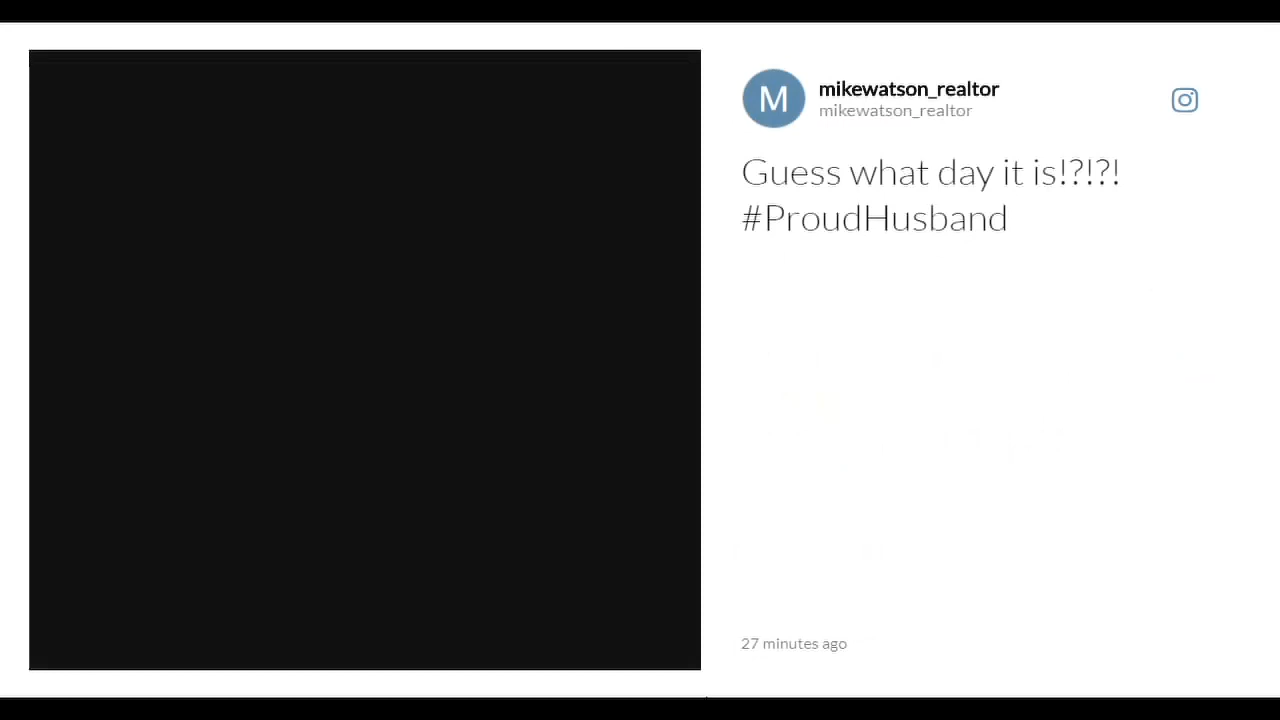 M
mikewatson_realtor
mikewatson_realtor
Guess what day it is!?!?!
#ProudHusband
27 minutes ago